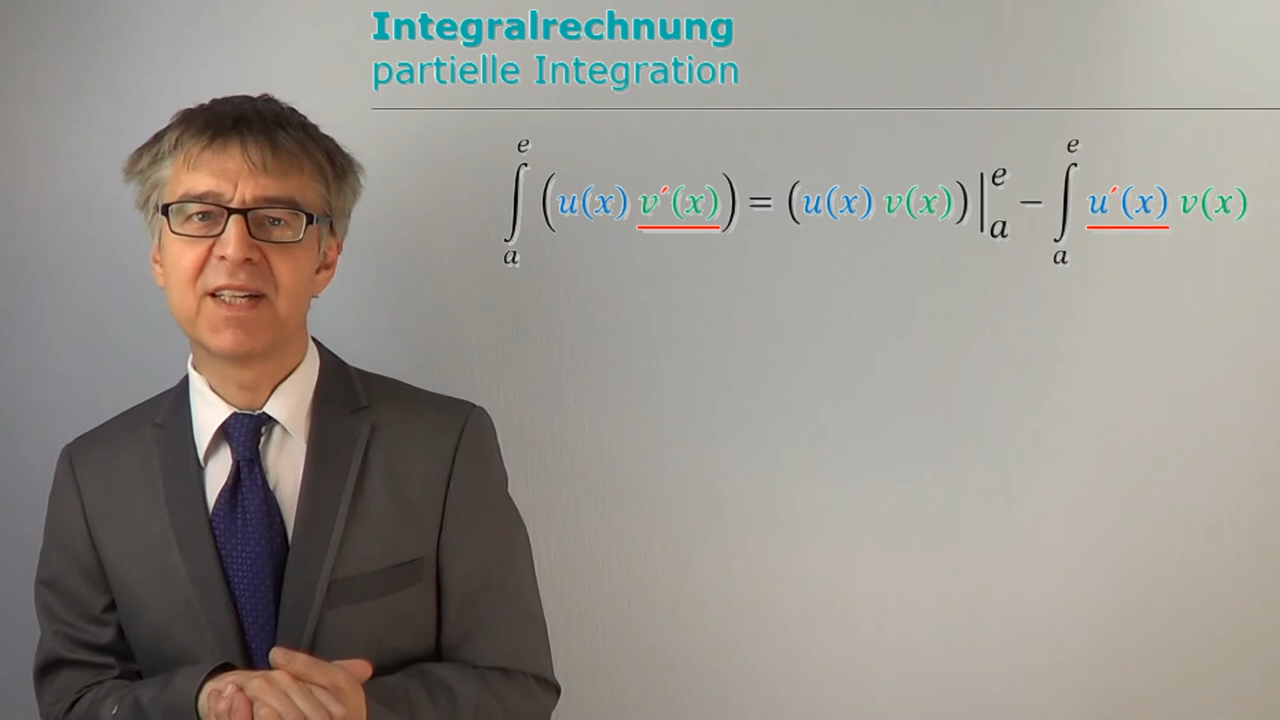 Integralrechnung
partielle Integration
∫ₐᵉ (u(x) v′(x)) = (u(x) v(x)) |ₐᵉ − ∫ₐᵉ u′(x) v(x)